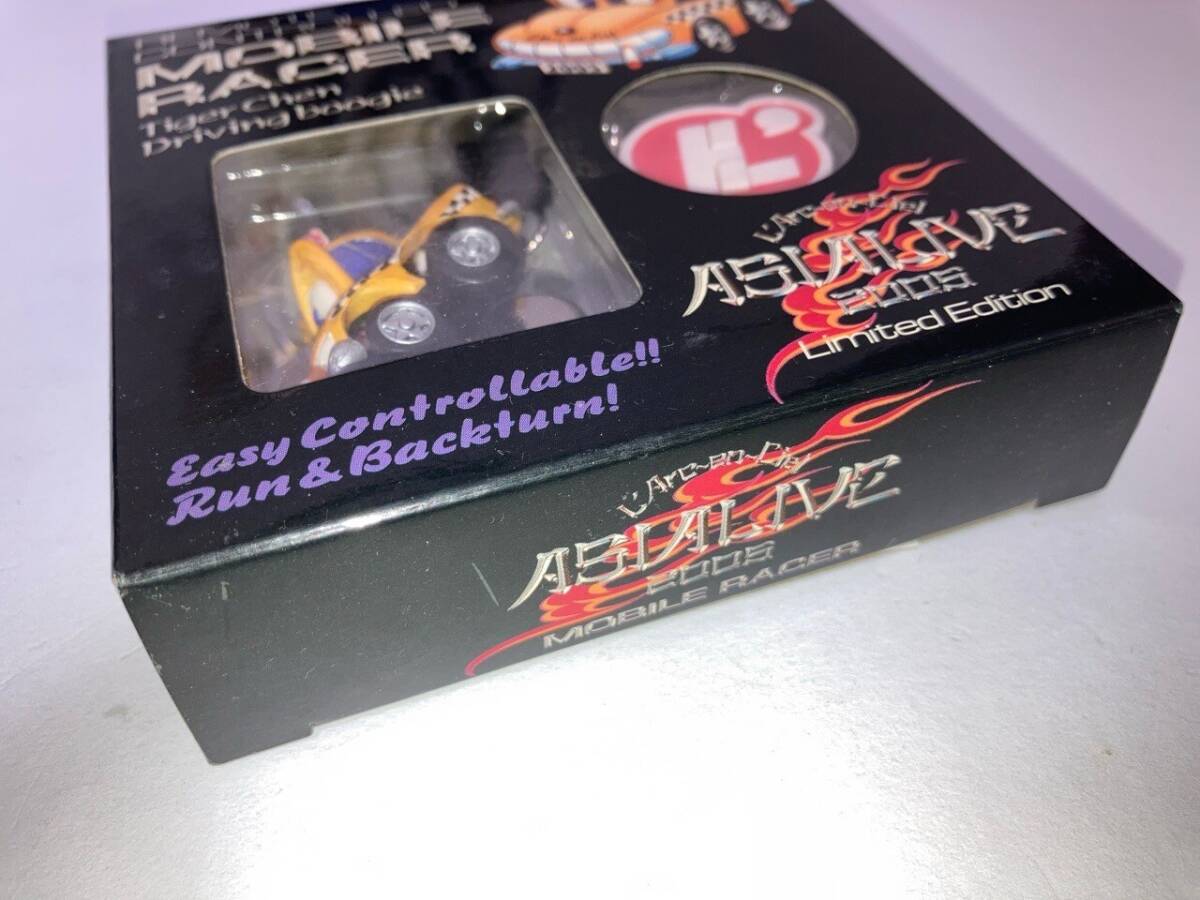 MOBILE
RACER
Tiger Chen
Driving Boogie
L'Arc~en~Ciel
ASIALIVE
2005
Limited Edition
Easy Controllable!!
Run & Backturn!
L'Arc~en~Ciel
ASIALIVE
2005
MOBILE RACER